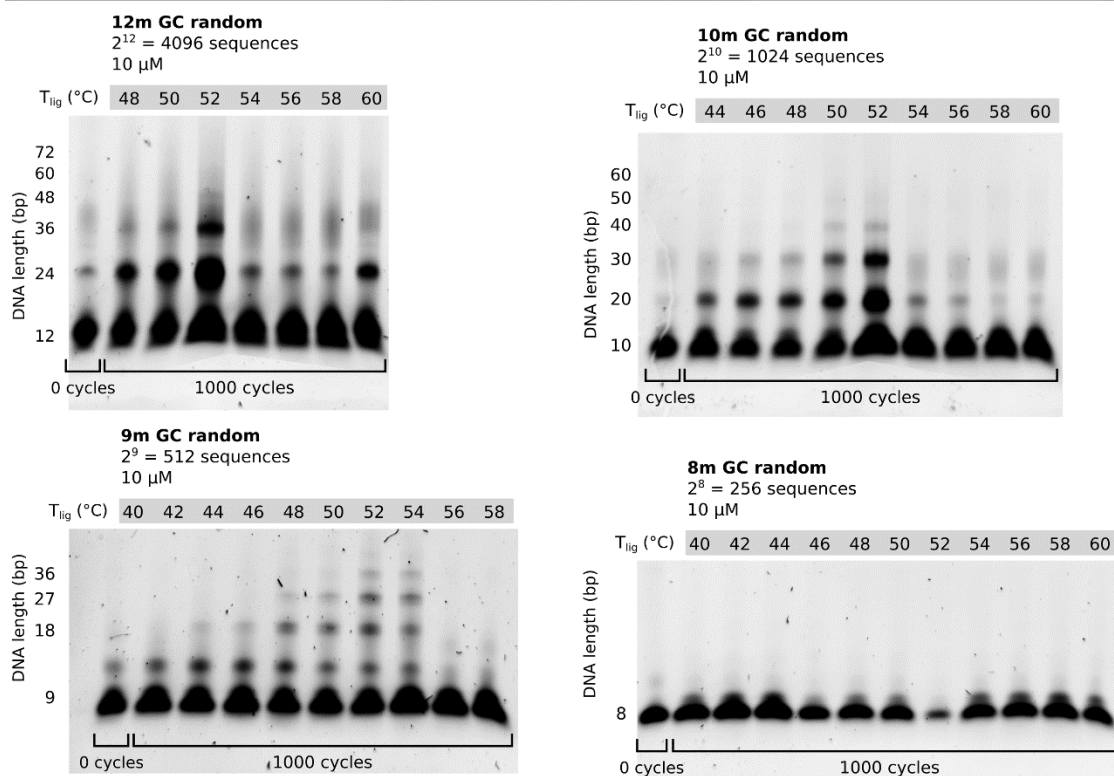 12m GC random
2¹² = 4096 sequences
10 µM
T_lig (°C) 48 50 52 54 56 58 60
DNA length (bp)
72
60
48
36
24
12
0 cycles 1000 cycles
10m GC random
2¹⁰ = 1024 sequences
10 µM
T_lig (°C) 44 46 48 50 52 54 56 58 60
DNA length (bp)
60
50
40
30
20
10
0 cycles 1000 cycles
9m GC random
2⁹ = 512 sequences
10 µM
T_lig (°C) 40 42 44 46 48 50 52 54 56 58
DNA length (bp)
36
27
18
9
0 cycles 1000 cycles
8m GC random
2⁸ = 256 sequences
10 µM
T_lig (°C) 40 42 44 46 48 50 52 54 56 58 60
DNA length (bp)
8
0 cycles 1000 cycles